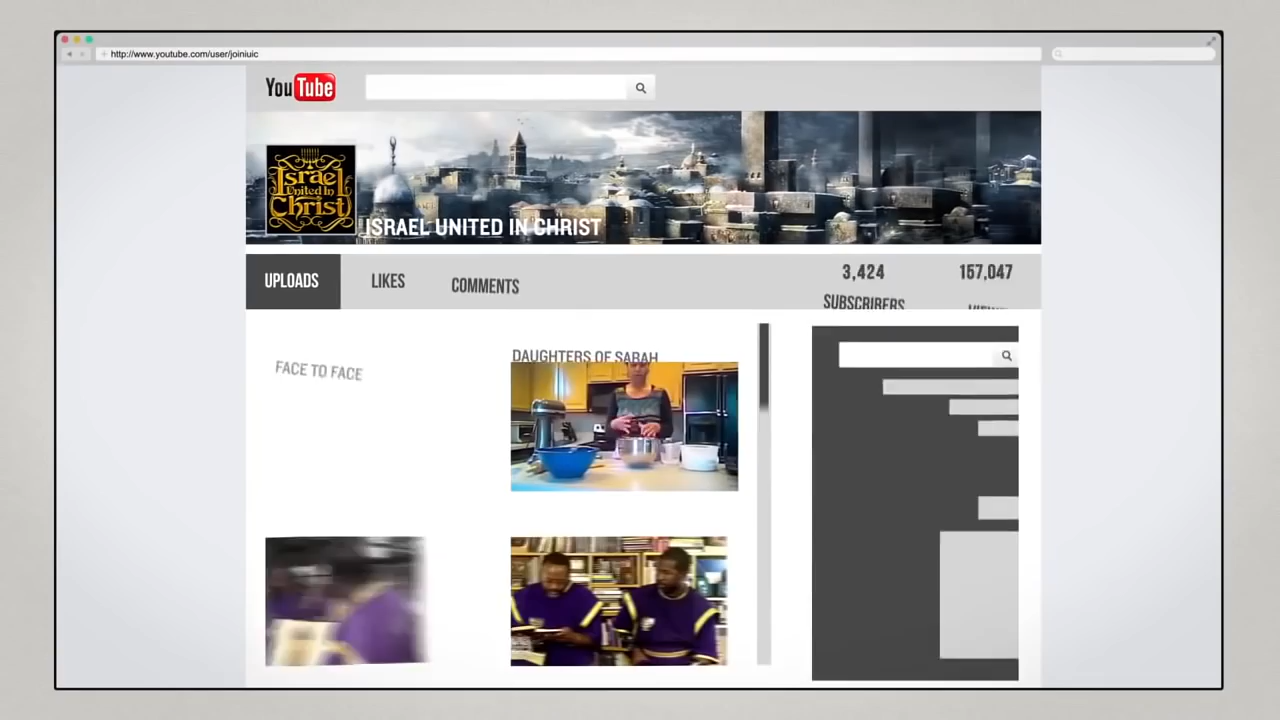 http://www.youtube.com/user/joiniuic
YouTube
Israel
United In
Christ
ISRAEL UNITED IN CHRIST
UPLOADS
LIKES
COMMENTS
3,424
SUBSCRIBERS
157,047
FACE TO FACE
DAUGHTERS OF SARAH